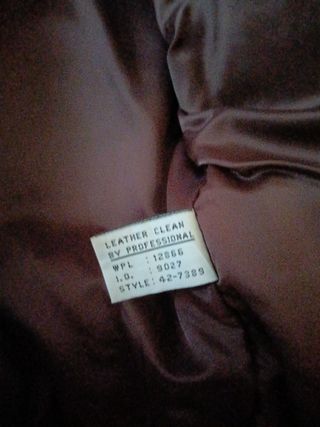 LEATHER CLEAN
BY PROFESSIONAL
WPL : 12866
I.D. : 9027
STYLE: 42-7389